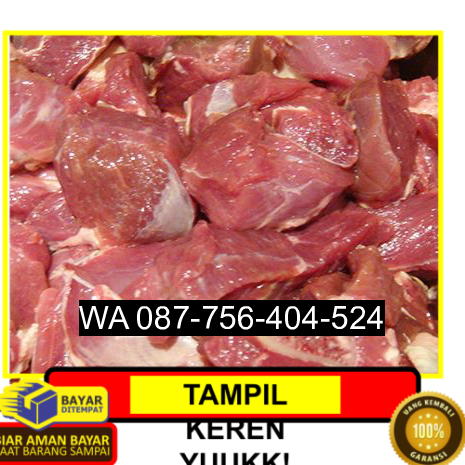 WA 087-756-404-524
BAYAR
DITEMPAT
BIAR AMAN BAYAR
SAAT BARANG SAMPAI
TAMPIL
KEREN
YUUKK!
UANG KEMBALI
100%
GARANSI